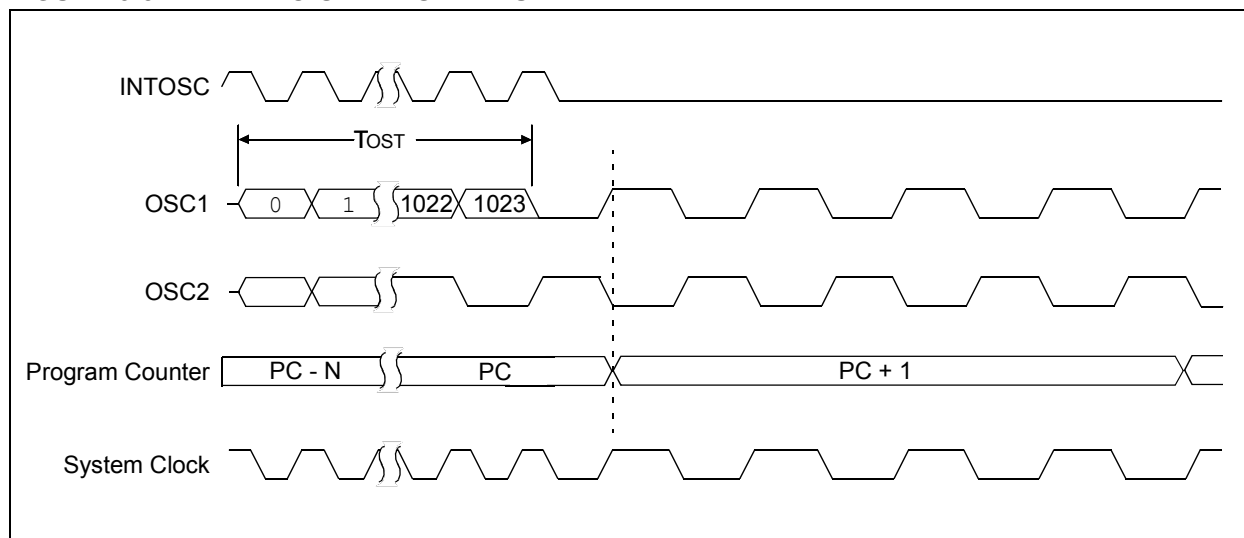 INTOSC
TOST
OSC1
0 1 1022 1023
OSC2
Program Counter
PC - N PC PC + 1
System Clock